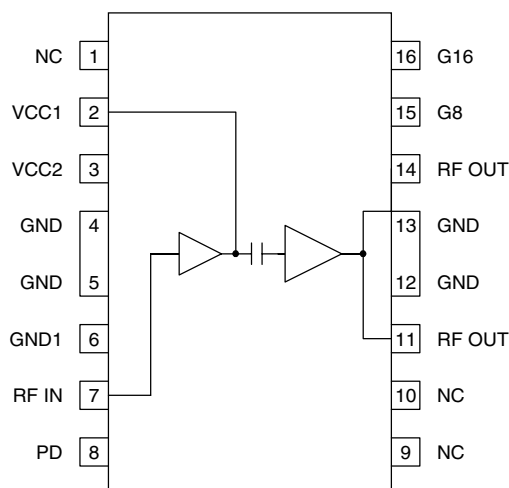 NC 1
VCC1 2
VCC2 3
GND 4
GND 5
GND1 6
RF IN 7
PD 8
16 G16
15 G8
14 RF OUT
13 GND
12 GND
11 RF OUT
10 NC
9 NC